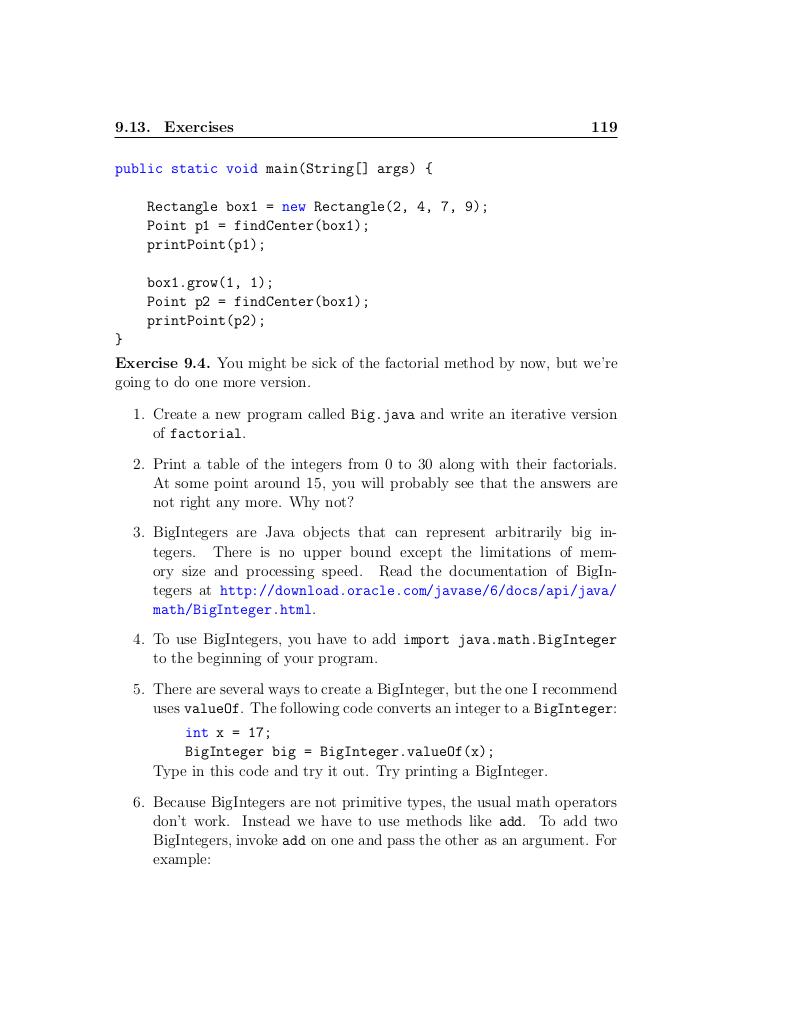 9.13. Exercises 119
public static void main(String[] args) {
Rectangle box1 = new Rectangle(2, 4, 7, 9);
Point p1 = findCenter(box1);
printPoint(p1);
box1.grow(1, 1);
Point p2 = findCenter(box1);
printPoint(p2);
}
Exercise 9.4. You might be sick of the factorial method by now, but we're
going to do one more version.
1. Create a new program called Big.java and write an iterative version
of factorial.
2. Print a table of the integers from 0 to 30 along with their factorials.
At some point around 15, you will probably see that the answers are
not right any more. Why not?
3. BigIntegers are Java objects that can represent arbitrarily big in-
tegers. There is no upper bound except the limitations of mem-
ory size and processing speed. Read the documentation of BigIn-
tegers at http://download.oracle.com/javase/6/docs/api/java/
math/BigInteger.html.
4. To use BigIntegers, you have to add import java.math.BigInteger
to the beginning of your program.
5. There are several ways to create a BigInteger, but the one I recommend
uses valueOf. The following code converts an integer to a BigInteger:
int x = 17;
BigInteger big = BigInteger.valueOf(x);
Type in this code and try it out. Try printing a BigInteger.
6. Because BigIntegers are not primitive types, the usual math operators
don't work. Instead we have to use methods like add. To add two
BigIntegers, invoke add on one and pass the other as an argument. For
example: